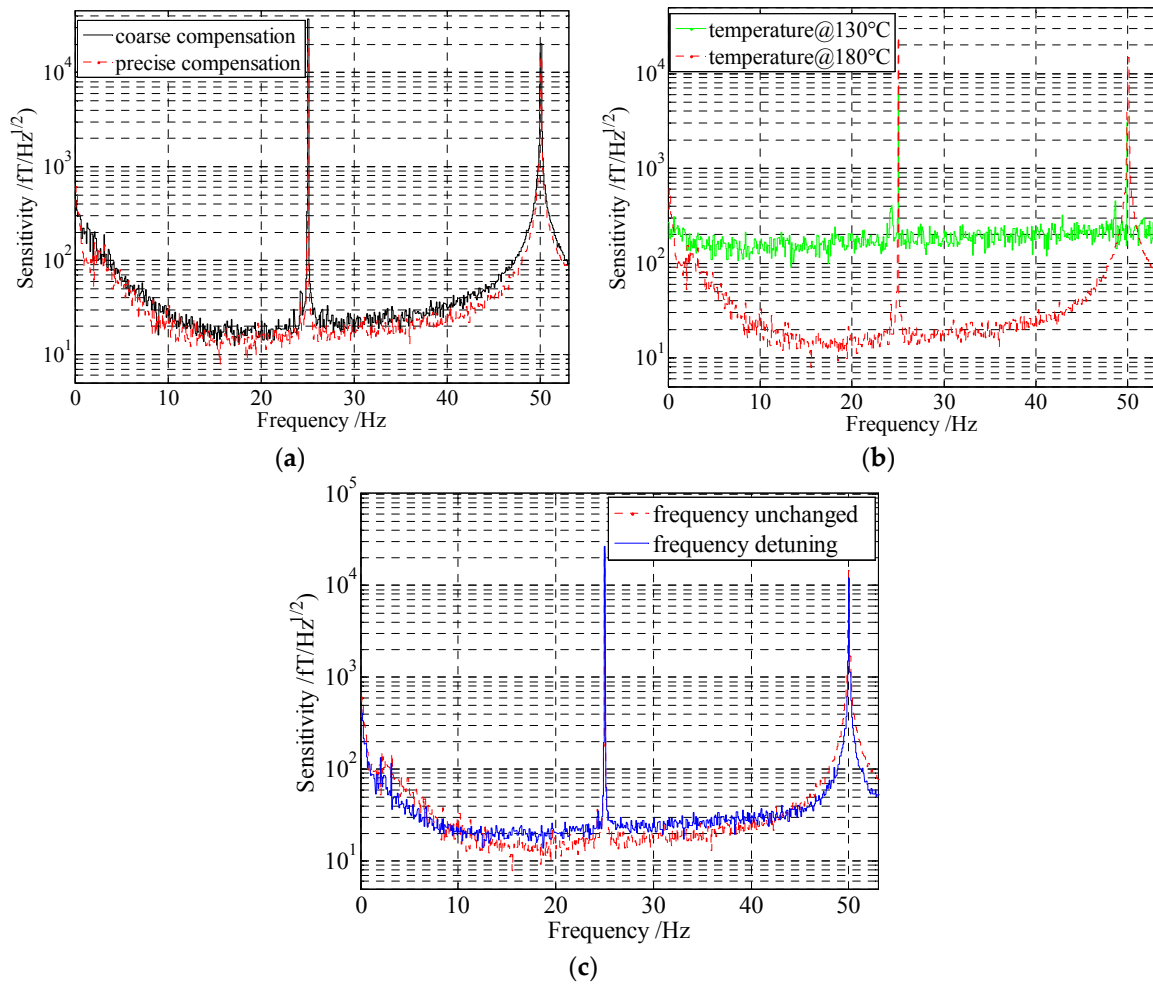 coarse compensation
precise compensation
10^4
10^3
10^2
10^1
Sensitivity /fT/Hz^1/2
0 10 20 30 40 50
Frequency /Hz
(a)
temperature@130°C
temperature@180°C
10^4
10^3
10^2
10^1
Sensitivity /fT/Hz^1/2
0 10 20 30 40 50
Frequency /Hz
(b)
frequency unchanged
frequency detuning
10^5
10^4
10^3
10^2
10^1
Sensitivity /fT/Hz^1/2
0 10 20 30 40 50
Frequency /Hz
(c)